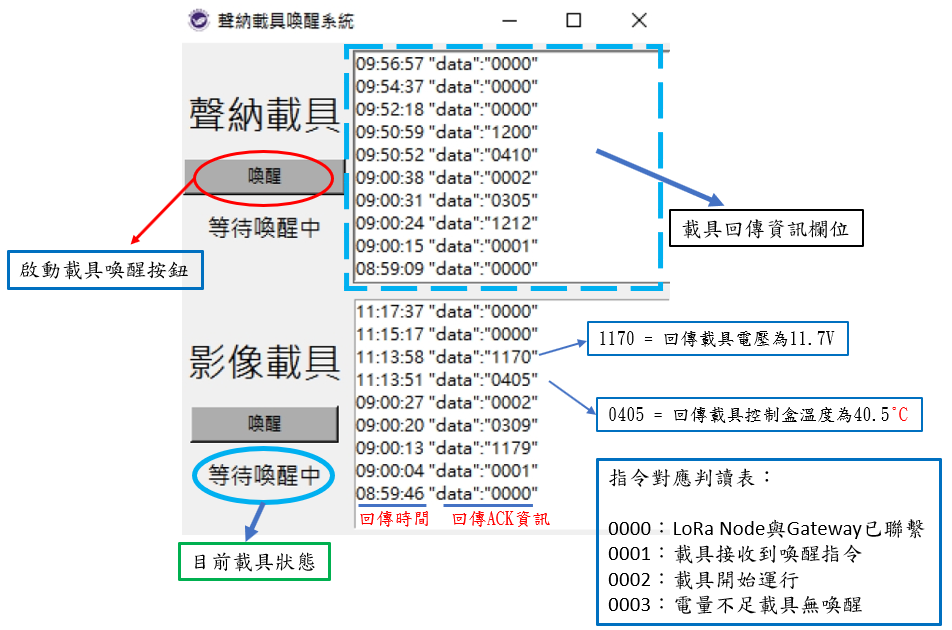 聲納載具喚醒系統
聲納載具
喚醒
等待喚醒中
啟動載具喚醒按鈕
09:56:57 "data":"0000"
09:54:37 "data":"0000"
09:52:18 "data":"0000"
09:50:59 "data":"1200"
09:50:52 "data":"0410"
09:00:38 "data":"0002"
09:00:31 "data":"0305"
09:00:24 "data":"1212"
09:00:15 "data":"0001"
08:59:09 "data":"0000"
載具回傳資訊欄位
影像載具
喚醒
等待喚醒中
目前載具狀態
11:17:37 "data":"0000"
11:15:17 "data":"0000"
11:13:58 "data":"1170"
11:13:51 "data":"0405"
09:00:27 "data":"0002"
09:00:20 "data":"0309"
09:00:13 "data":"1179"
09:00:04 "data":"0001"
08:59:46 "data":"0000"
回傳時間 回傳ACK資訊
1170 = 回傳載具電壓為11.7V
0405 = 回傳載具控制盒溫度為40.5°C
指令對應判讀表：
0000：LoRa Node與Gateway已聯繫
0001：載具接收到喚醒指令
0002：載具開始運行
0003：電量不足載具無喚醒